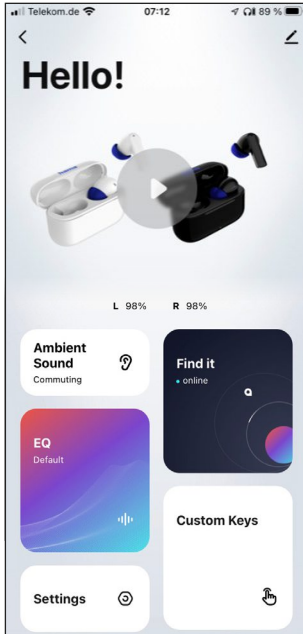 Telekom.de 07:12 89 %
Hello!
L 98% R 98%
Ambient
Sound
Commuting
Find it
online
EQ
Default
Custom Keys
Settings